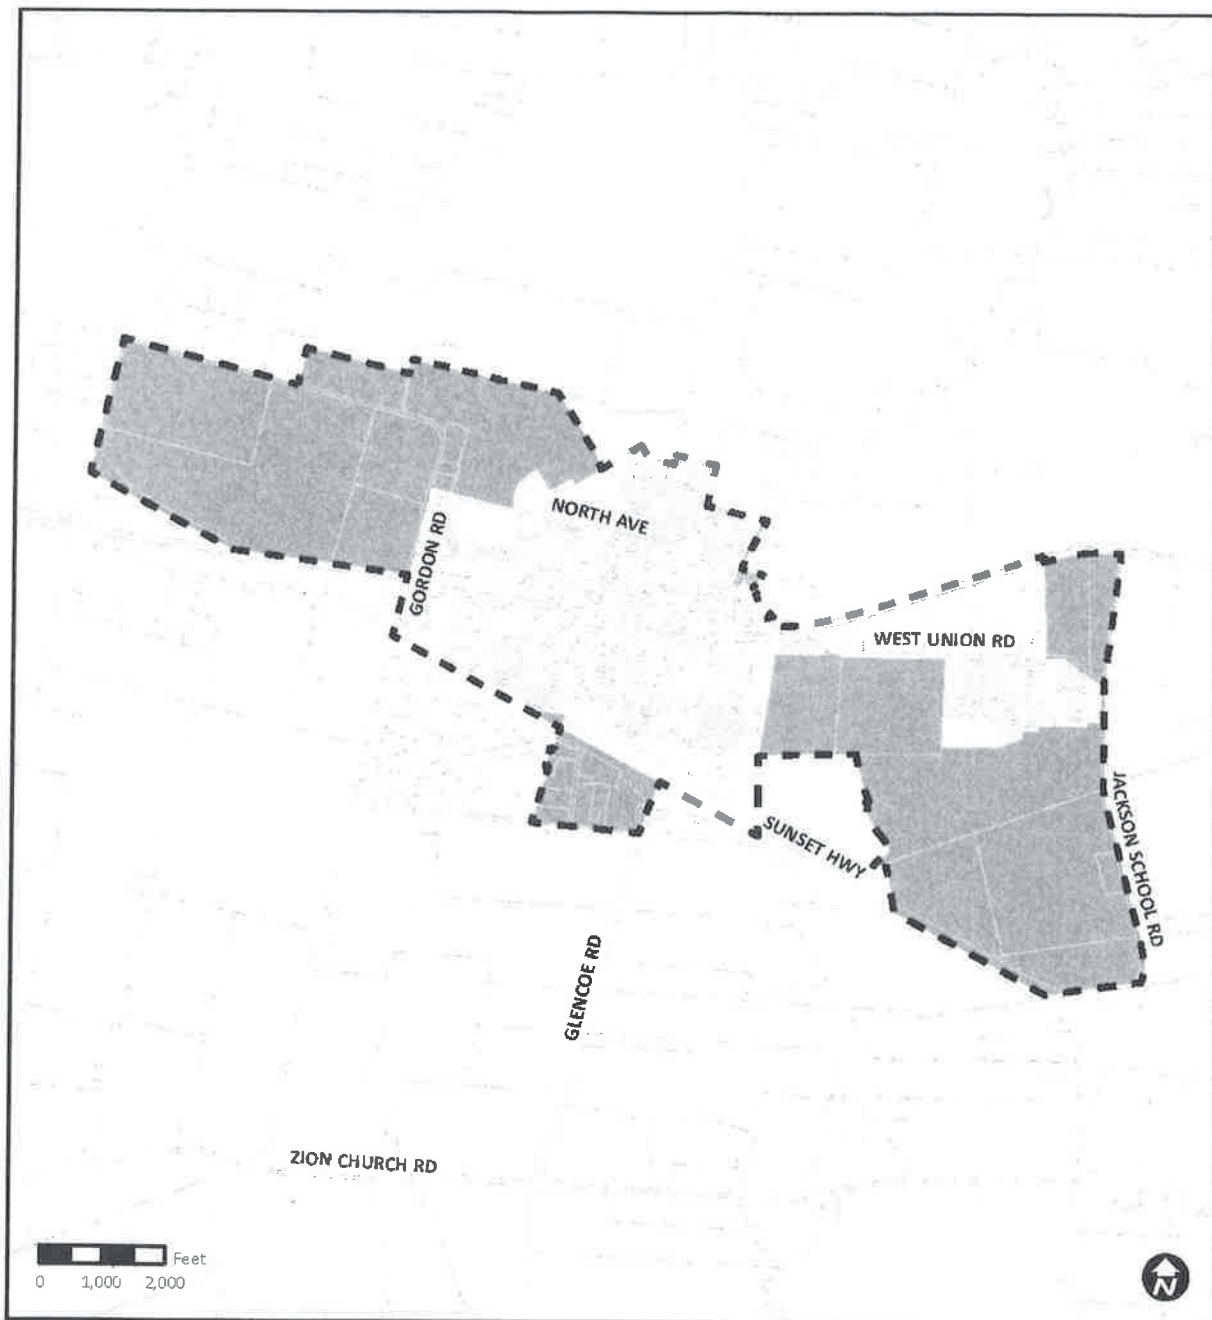 NORTH AVE
GORDON RD
WEST UNION RD
JACKSON SCHOOL RD
SUNSET HWY
GLENCOE RD
ZION CHURCH RD
Feet
0 1,000 2,000
N